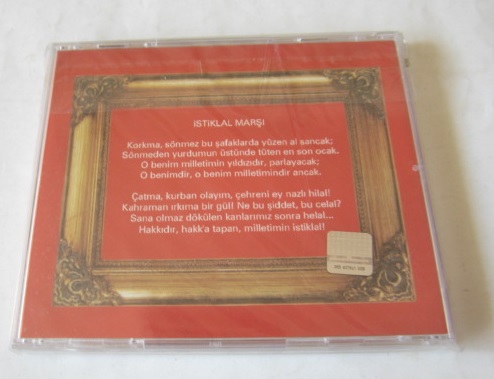 İSTİKLAL MARŞI
Korkma, sönmez bu şafaklarda yüzen al sancak;
Sönmeden yurdumun üstünde tüten en son ocak.
O benim milletimin yıldızıdır, parlayacak;
O benimdir, o benim milletimindir ancak.
Çatma, kurban olayım, çehreni ey nazlı hilal!
Kahraman ırkıma bir gül! Ne bu şiddet, bu celal?
Sana olmaz dökülen kanlarımız sonra helal...
Hakkıdır, hakk'a tapan, milletimin istiklal!